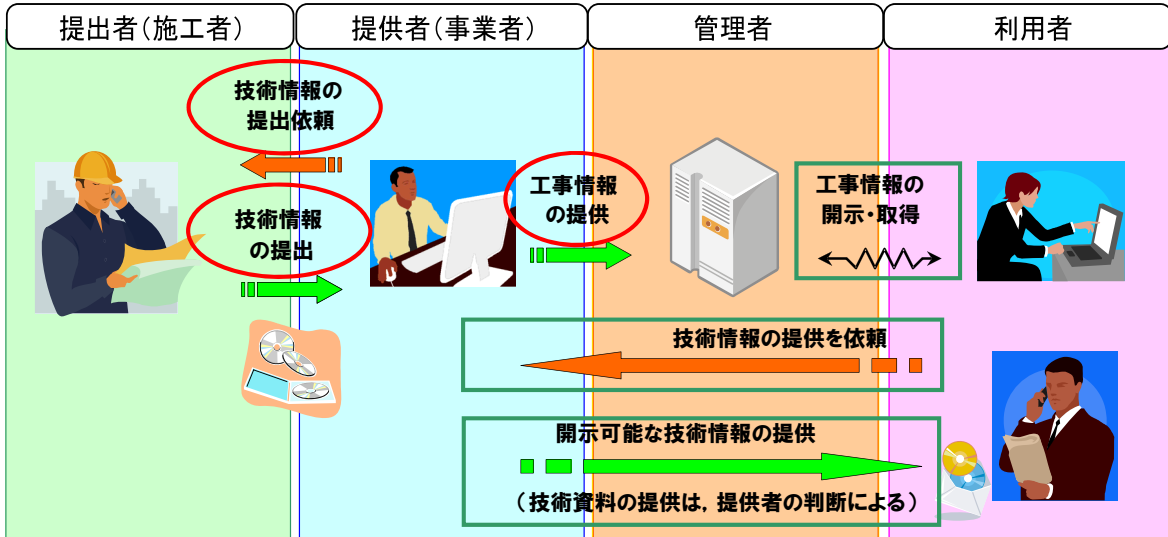 提出者（施工者）
提供者（事業者）
管理者
利用者
技術情報の
提出依頼
技術情報
の提出
工事情報
の提供
工事情報の
開示・取得
技術情報の提供を依頼
開示可能な技術情報の提供
（技術資料の提供は，提供者の判断による）